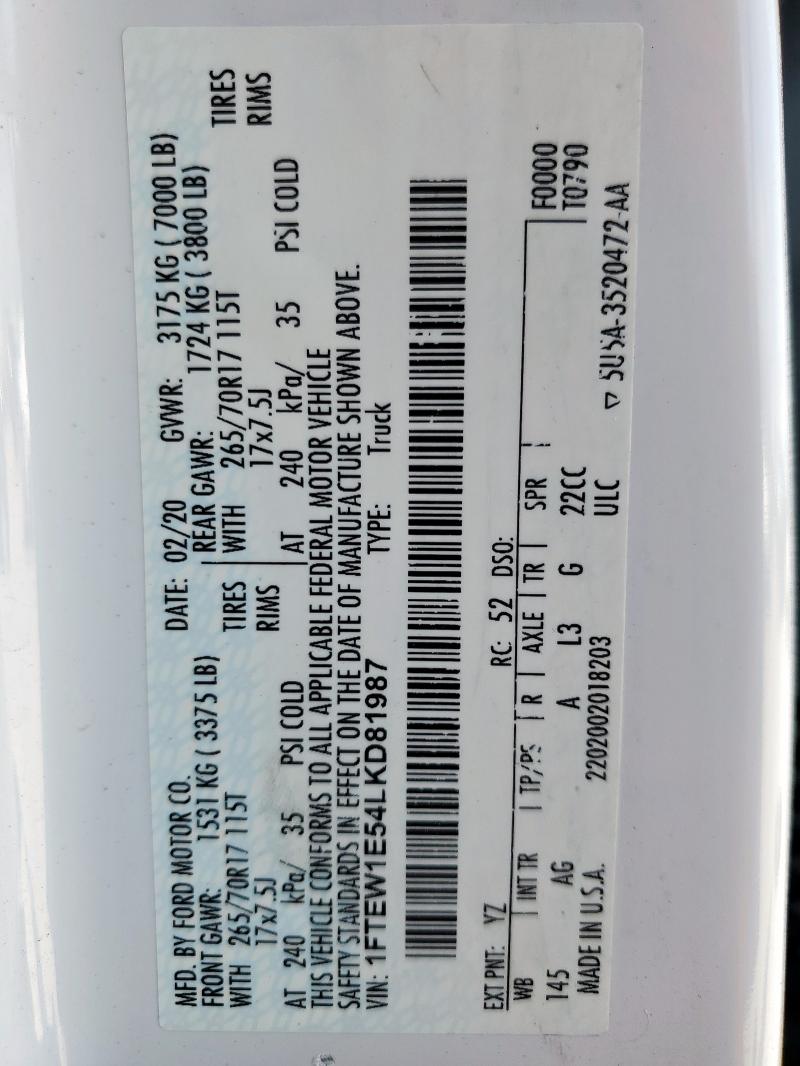 MFD. BY FORD MOTOR CO.
DATE: 02/20 GVWR: 3175 KG ( 7000 LB)
FRONT GAWR: 1531 KG ( 3375 LB)
REAR GAWR: 1724 KG ( 3800 LB)
WITH 265/70R17 115T TIRES
WITH 265/70R17 115T TIRES
17x7.5J RIMS
17x7.5J RIMS
AT 240 kPa/ 35 PSI COLD
AT 240 kPa/ 35 PSI COLD
THIS VEHICLE CONFORMS TO ALL APPLICABLE FEDERAL MOTOR VEHICLE
SAFETY STANDARDS IN EFFECT ON THE DATE OF MANUFACTURE SHOWN ABOVE.
VIN: 1FTEW1E54LKD81987 TYPE: Truck
EXT PNT: YZ RC: 52 DSO:
WB INT TR TP/PS R AXLE TR SPR F0000
145 AG A L3 G 22CC T0790
MADE IN U.S.A. 2202002018203 ULC
▽ 5U5A-3520472-AA